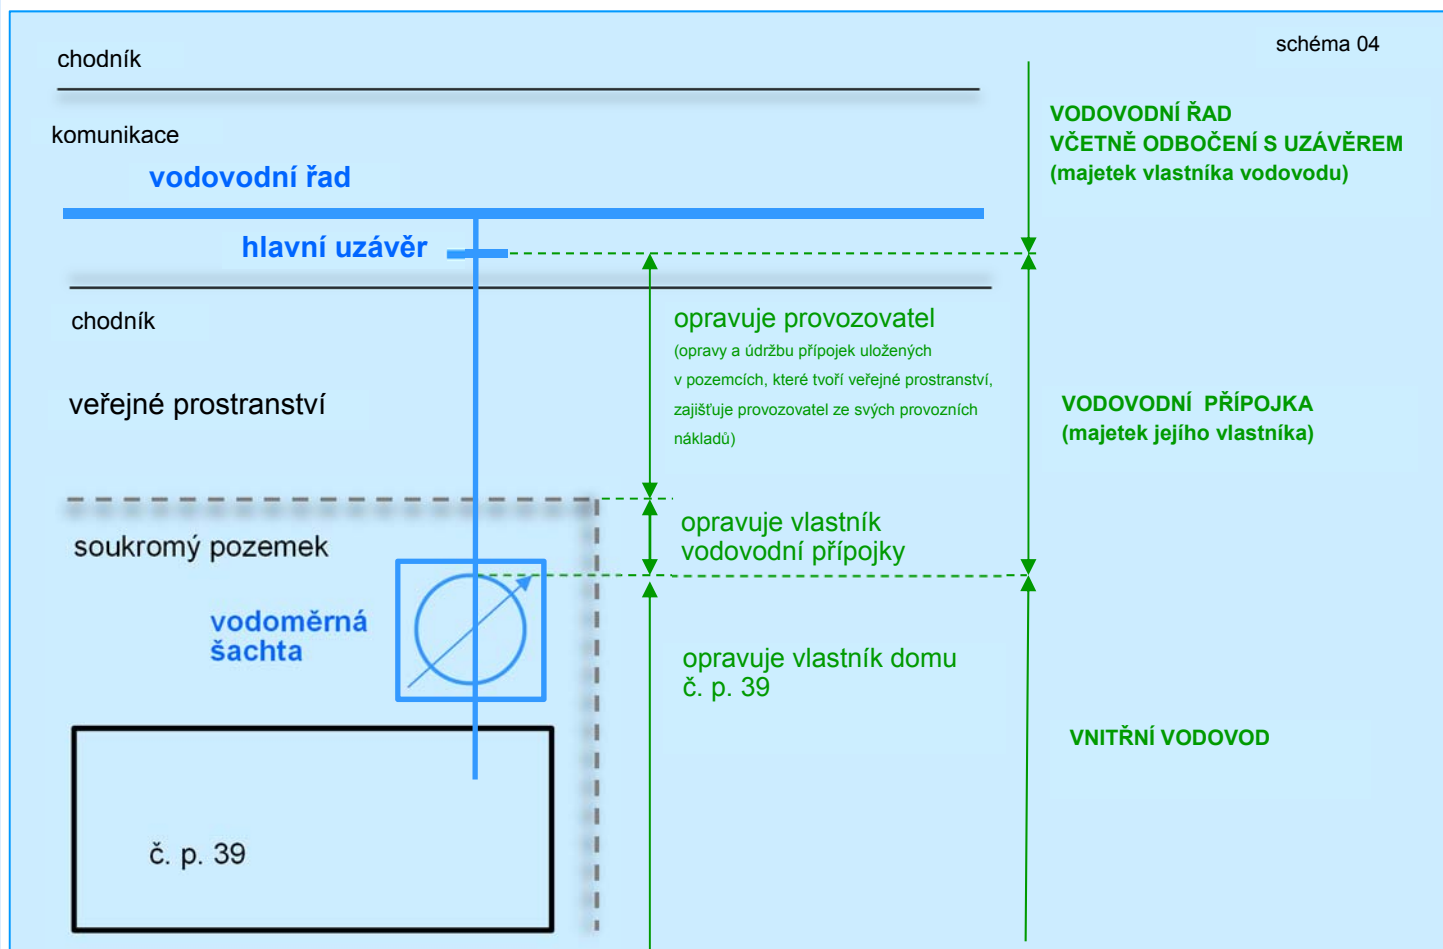 schéma 04
chodník
komunikace
vodovodní řad
hlavní uzávěr
chodník
veřejné prostranství
soukromý pozemek
vodoměrná
šachta
č. p. 39
opravuje provozovatel
(opravy a údržbu přípojek uložených
v pozemcích, které tvoří veřejné prostranství,
zajišťuje provozovatel ze svých provozních
nákladů)
opravuje vlastník
vodovodní přípojky
opravuje vlastník domu
č. p. 39
VODOVODNÍ ŘAD
VČETNĚ ODBOČENÍ S UZÁVĚREM
(majetek vlastníka vodovodu)
VODOVODNÍ PŘÍPOJKA
(majetek jejího vlastníka)
VNITŘNÍ VODOVOD